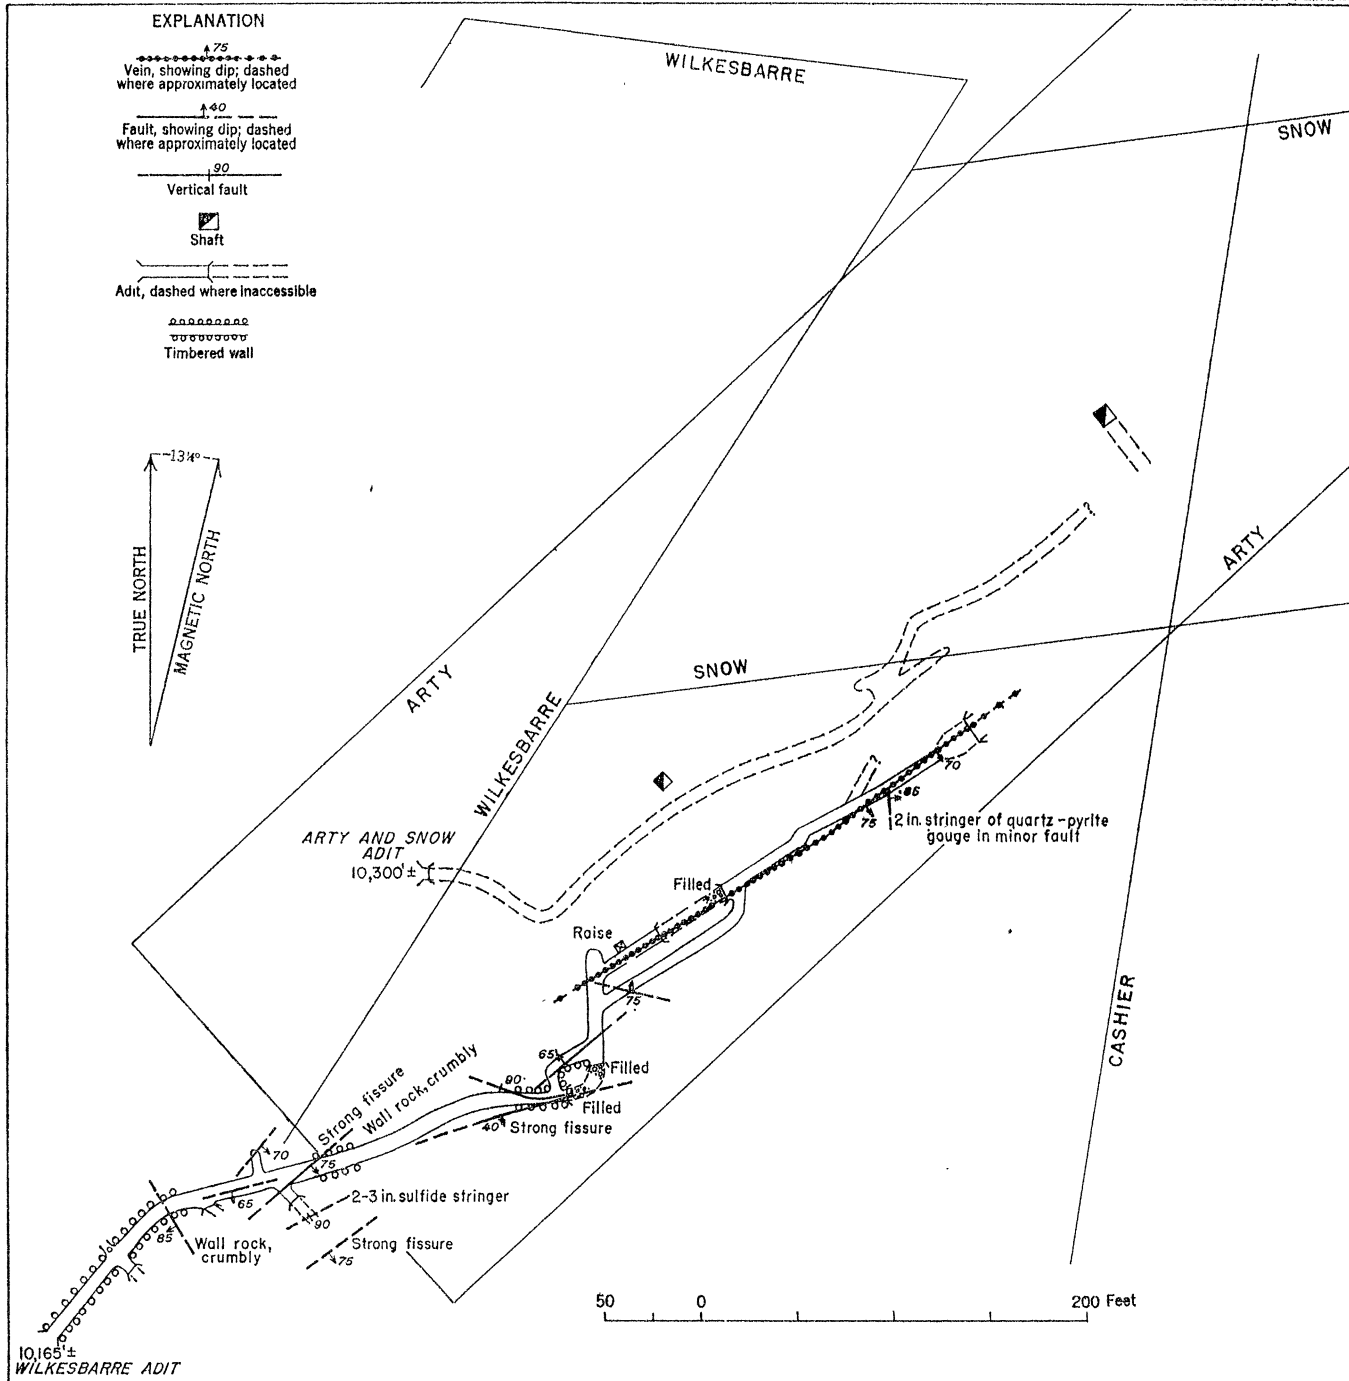 EXPLANATION
75
Vein, showing dip; dashed
where approximately located
40
Fault, showing dip; dashed
where approximately located
90
Vertical fault
Shaft
Adit, dashed where inaccessible
Timbered wall
WILKESBARRE
SNOW
13¼°
TRUE NORTH
MAGNETIC NORTH
ARTY
ARTY
SNOW
WILKESBARRE
?
70
85
75
2 in. stringer of quartz-pyrite
gouge in minor fault
ARTY AND SNOW
ADIT
10,300'±
Filled
Raise
75
CASHIER
65
Filled
90
Filled
40
Strong fissure
Strong fissure
Wall rock, crumbly
70
75
65
2-3 in. sulfide stringer
90
85
Wall rock,
crumbly
Strong fissure
75
50 0 200 Feet
10,165'±
WILKESBARRE ADIT